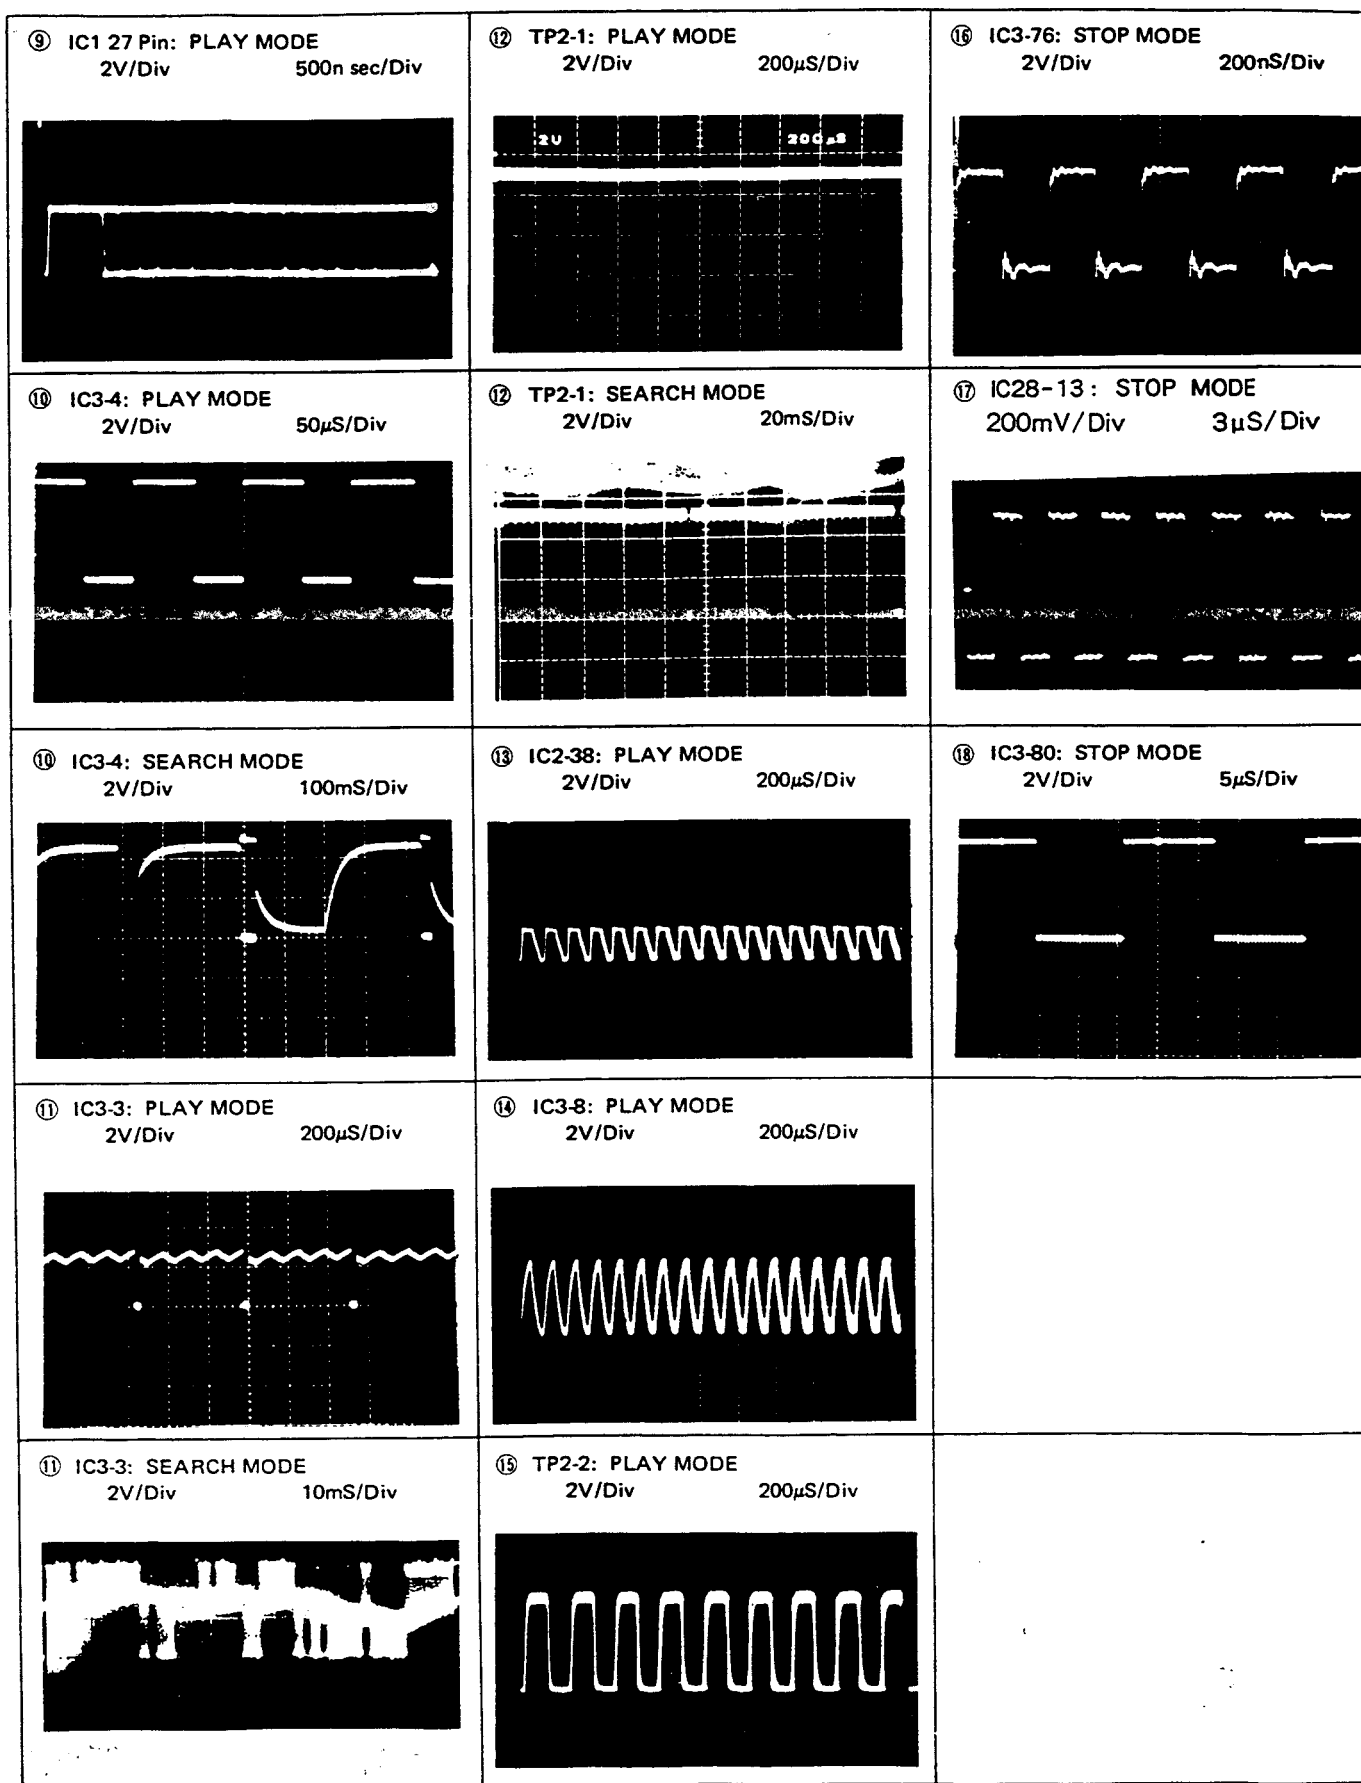 ⑨ IC1 27 Pin: PLAY MODE
2V/Div 500n sec/Div
⑩ IC3-4: PLAY MODE
2V/Div 50μS/Div
⑩ IC3-4: SEARCH MODE
2V/Div 100mS/Div
⑪ IC3-3: PLAY MODE
2V/Div 200μS/Div
⑪ IC3-3: SEARCH MODE
2V/Div 10mS/Div
⑫ TP2-1: PLAY MODE
2V/Div 200μS/Div
2V 200μS
⑫ TP2-1: SEARCH MODE
2V/Div 20mS/Div
⑬ IC2-38: PLAY MODE
2V/Div 200μS/Div
⑭ IC3-8: PLAY MODE
2V/Div 200μS/Div
⑮ TP2-2: PLAY MODE
2V/Div 200μS/Div
⑯ IC3-76: STOP MODE
2V/Div 200nS/Div
⑰ IC28-13: STOP MODE
200mV/Div 3μS/Div
⑱ IC3-80: STOP MODE
2V/Div 5μS/Div